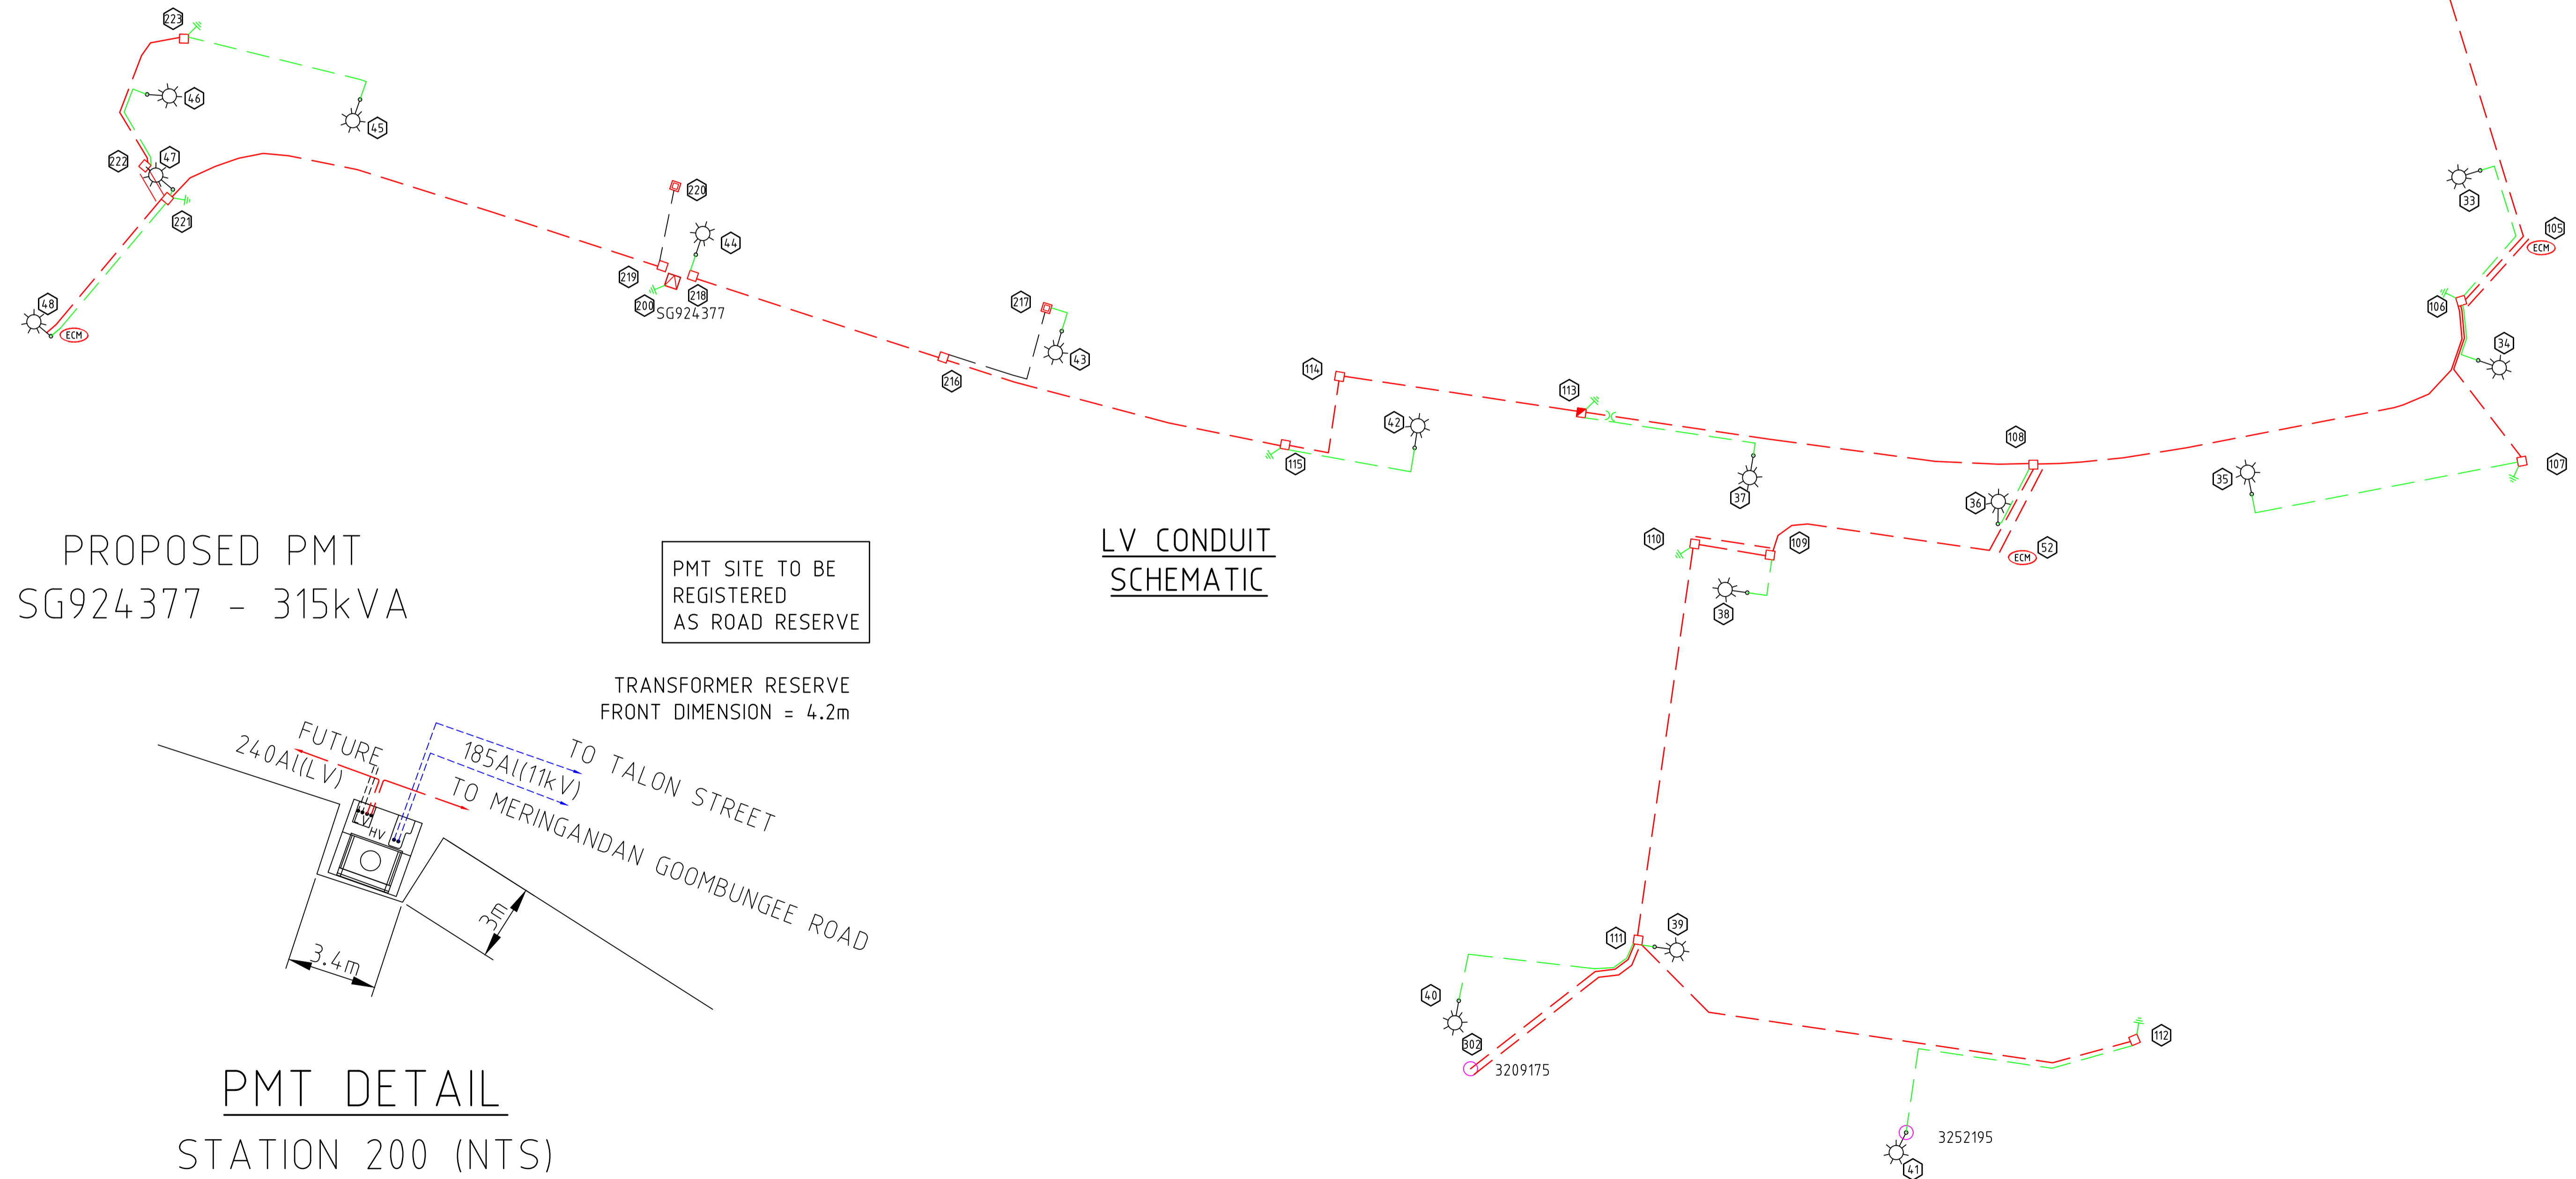 223
46
45
47
222
221
48
ECM
220
44
219
218
200
SG924377
217
43
216
114
113
42
115
37
108
36
52
ECM
33
105
ECM
106
34
35
107
PROPOSED PMT
SG924377 - 315kVA
PMT SITE TO BE
REGISTERED
AS ROAD RESERVE
LV CONDUIT
SCHEMATIC
110
109
38
TRANSFORMER RESERVE
FRONT DIMENSION = 4.2m
FUTURE
240Al(LV)
185Al(11kV)
TO TALON STREET
TO MERINGANDAN GOOMBUNGEE ROAD
LV
HV
3m
3.4m
111
39
40
302
3209175
112
3252195
41
PMT DETAIL
STATION 200 (NTS)